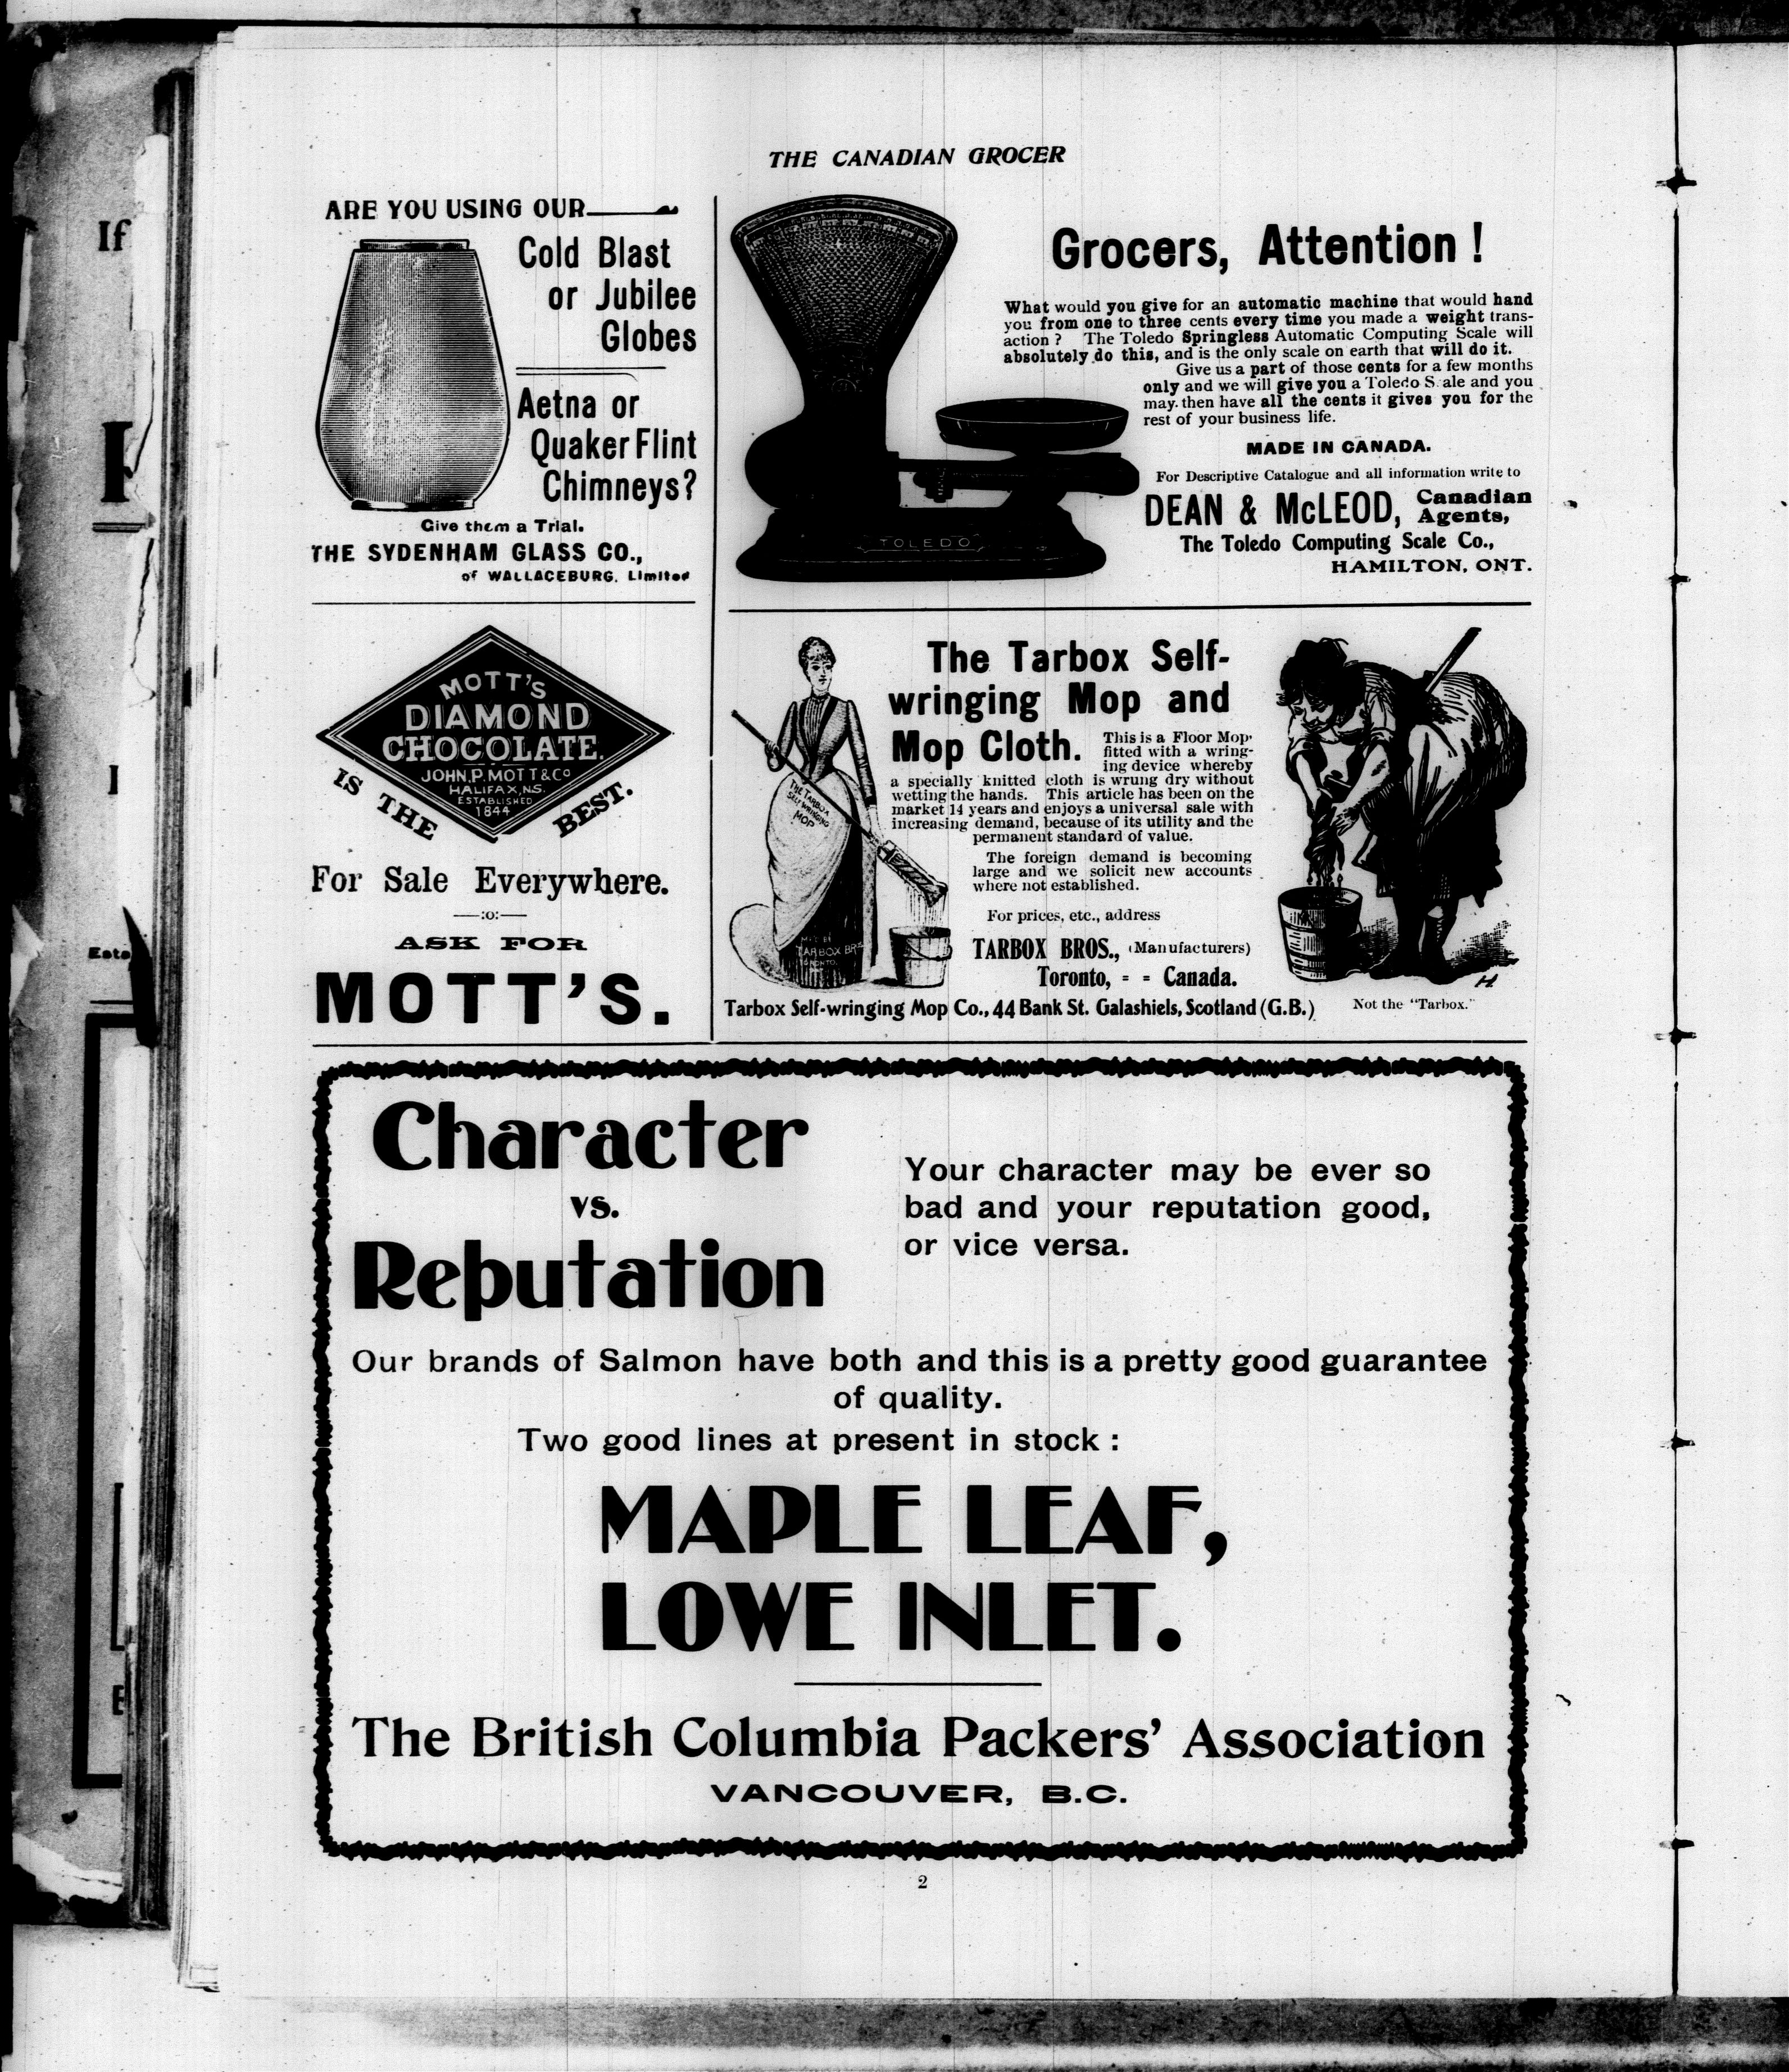 THE CANADIAN GROCER
ARE YOU USING OUR
Cold Blast
or Jubilee
Globes
Aetna or
Quaker Flint
Chimneys?
Give them a Trial.
THE SYDENHAM GLASS CO.,
of WALLACEBURG, Limited
Grocers, Attention !
What would you give for an automatic machine that would hand
you from one to three cents every time you made a weight trans-
action ? The Toledo Springless Automatic Computing Scale will
absolutely do this, and is the only scale on earth that will do it.
Give us a part of those cents for a few months
only and we will give you a Toledo S ale and you
may then have all the cents it gives you for the
rest of your business life.
MADE IN CANADA.
For Descriptive Catalogue and all information write to
DEAN & McLEOD, Canadian
Agents,
The Toledo Computing Scale Co.,
HAMILTON, ONT.
TOLEDO
MOTT'S
DIAMOND
CHOCOLATE.
JOHN.P.MOTT & Co
HALIFAX, N.S.
ESTABLISHED
1844
IS THE BEST.
For Sale Everywhere.
—:o:—
ASK FOR
MOTT'S.
The Tarbox Self-
wringing Mop and
Mop Cloth.
This is a Floor Mop
fitted with a wring-
ing device whereby
a specially knitted cloth is wrung dry without
wetting the hands. This article has been on the
market 14 years and enjoys a universal sale with
increasing demand, because of its utility and the
permanent standard of value.
The foreign demand is becoming
large and we solicit new accounts
where not established.
For prices, etc., address
TARBOX BROS., (Manufacturers)
Toronto, = = Canada.
Tarbox Self-wringing Mop Co., 44 Bank St. Galashiels, Scotland (G.B.)
Not the "Tarbox."
THE TARBOX
SELF WRINGING
MOP
TARBOX BROS
TORONTO.
H
Character
vs.
Reputation
Your character may be ever so
bad and your reputation good,
or vice versa.
Our brands of Salmon have both and this is a pretty good guarantee
of quality.
Two good lines at present in stock :
MAPLE LEAF,
LOWE INLET.
The British Columbia Packers' Association
VANCOUVER, B.C.
2
If
Esta